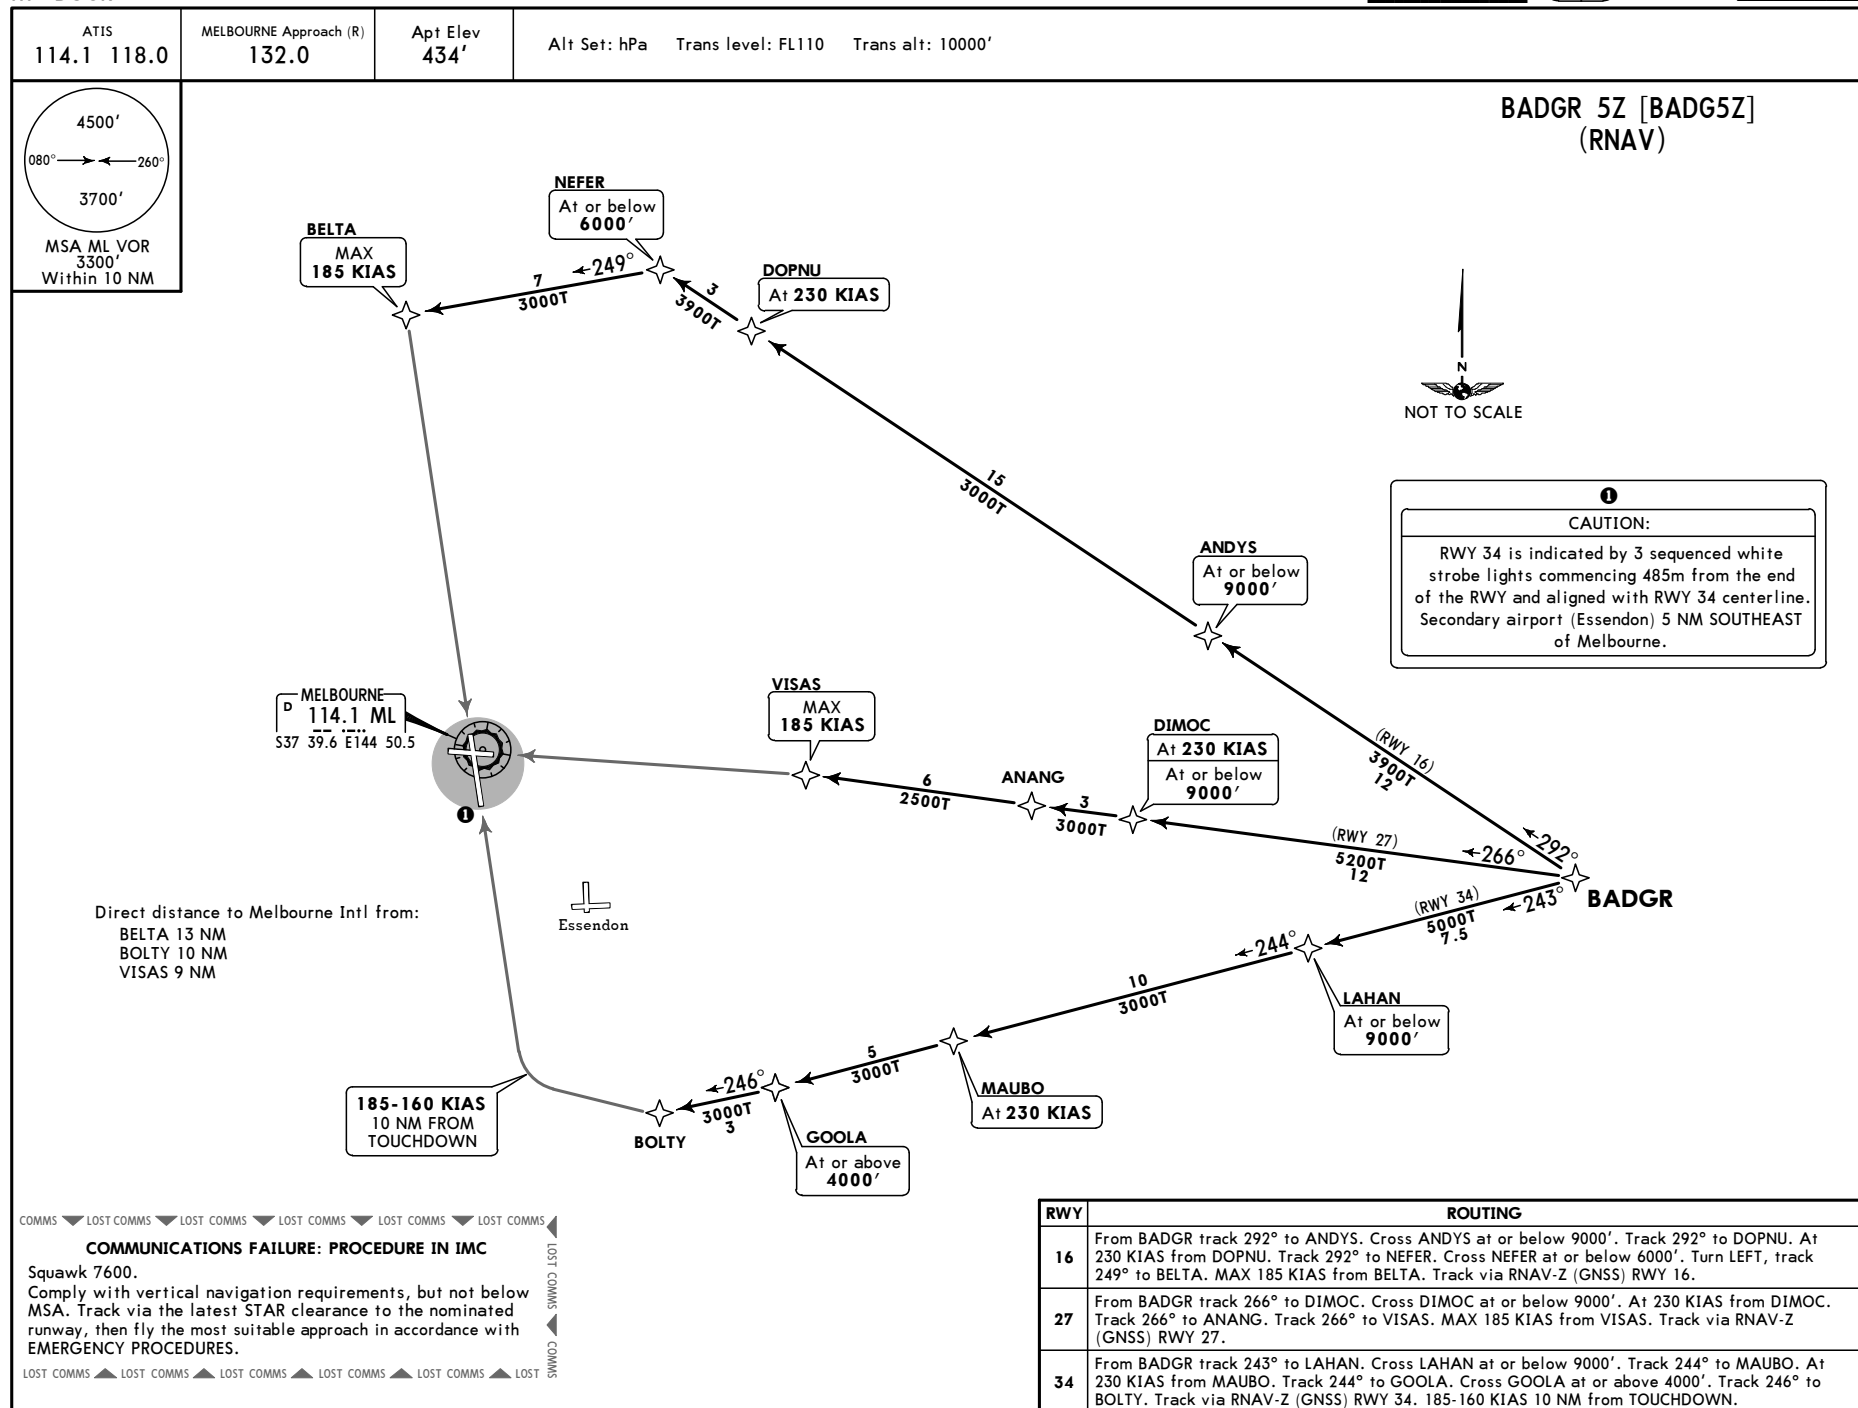 ATIS
114.1 118.0
MELBOURNE Approach (R)
132.0
Apt Elev
434'
Alt Set: hPa Trans level: FL110 Trans alt: 10000'
4500'
080° 260°
3700'
MSA ML VOR
3300'
Within 10 NM
BADGR 5Z [BADG5Z]
(RNAV)
NEFER
At or below
6000'
BELTA
MAX
185 KIAS
249°
7
3000T
3
3900T
DOPNU
At 230 KIAS
N
NOT TO SCALE
15
3000T
1
CAUTION:
RWY 34 is indicated by 3 sequenced white
strobe lights commencing 485m from the end
of the RWY and aligned with RWY 34 centerline.
Secondary airport (Essendon) 5 NM SOUTHEAST
of Melbourne.
ANDYS
At or below
9000'
MELBOURNE
D 114.1 ML
S37 39.6 E144 50.5
1
VISAS
MAX
185 KIAS
DIMOC
At 230 KIAS
At or below
9000'
(RWY 16)
3900T
12
ANANG
6
2500T
3
3000T
(RWY 27)
5200T
12
266°
292°
243°
BADGR
(RWY 34)
5000T
7.5
Essendon
Direct distance to Melbourne Intl from:
BELTA 13 NM
BOLTY 10 NM
VISAS 9 NM
244°
LAHAN
At or below
9000'
10
3000T
5
3000T
MAUBO
At 230 KIAS
246°
3000T
3
185-160 KIAS
10 NM FROM
TOUCHDOWN
BOLTY
GOOLA
At or above
4000'
COMMS LOST COMMS LOST COMMS LOST COMMS LOST COMMS LOST COMMS
LOST COMMS
COMMS
COMMUNICATIONS FAILURE: PROCEDURE IN IMC
Squawk 7600.
Comply with vertical navigation requirements, but not below
MSA. Track via the latest STAR clearance to the nominated
runway, then fly the most suitable approach in accordance with
EMERGENCY PROCEDURES.
LOST COMMS LOST COMMS LOST COMMS LOST COMMS LOST COMMS LOST
RWY ROUTING
16 From BADGR track 292° to ANDYS. Cross ANDYS at or below 9000'. Track 292° to DOPNU. At
230 KIAS from DOPNU. Track 292° to NEFER. Cross NEFER at or below 6000'. Turn LEFT, track
249° to BELTA. MAX 185 KIAS from BELTA. Track via RNAV-Z (GNSS) RWY 16.
27 From BADGR track 266° to DIMOC. Cross DIMOC at or below 9000'. At 230 KIAS from DIMOC.
Track 266° to ANANG. Track 266° to VISAS. MAX 185 KIAS from VISAS. Track via RNAV-Z
(GNSS) RWY 27.
34 From BADGR track 243° to LAHAN. Cross LAHAN at or below 9000'. Track 244° to MAUBO. At
230 KIAS from MAUBO. Track 244° to GOOLA. Cross GOOLA at or above 4000'. Track 246° to
BOLTY. Track via RNAV-Z (GNSS) RWY 34. 185-160 KIAS 10 NM from TOUCHDOWN.